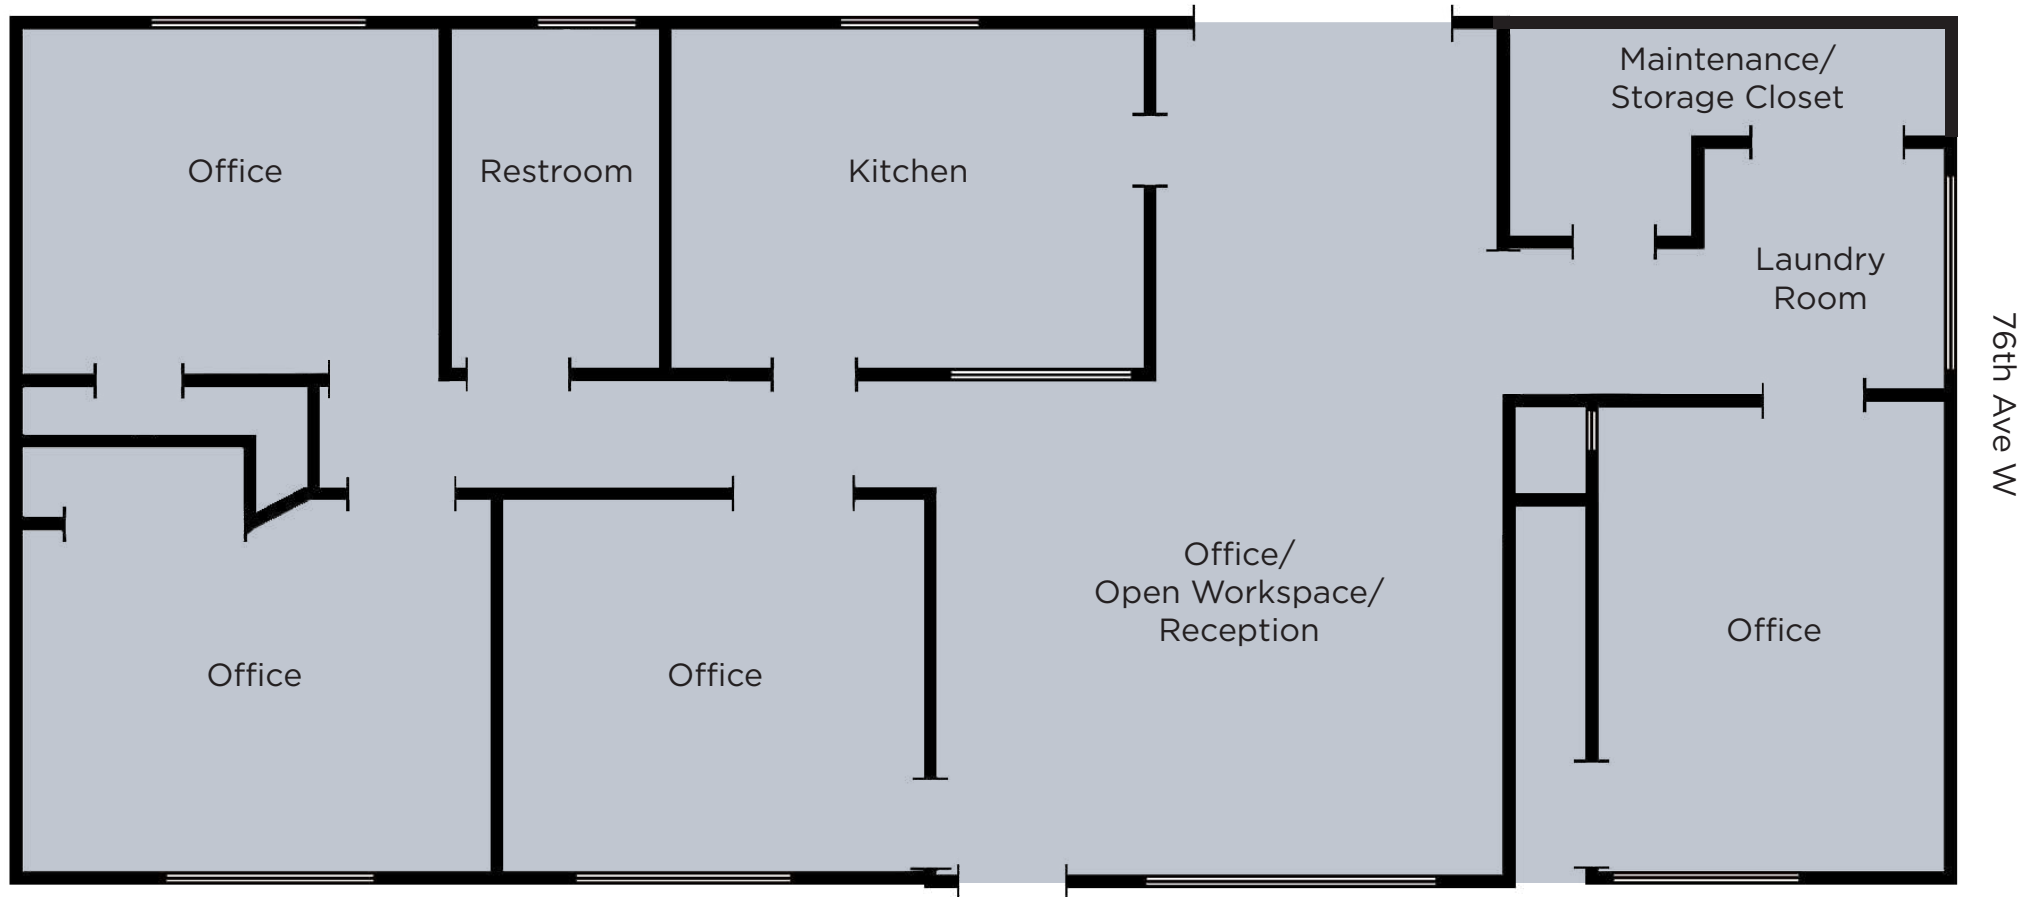 Maintenance/
Storage Closet
Office
Restroom
Kitchen
Laundry
Room
76th Ave W
Office/
Open Workspace/
Reception
Office
Office
Office